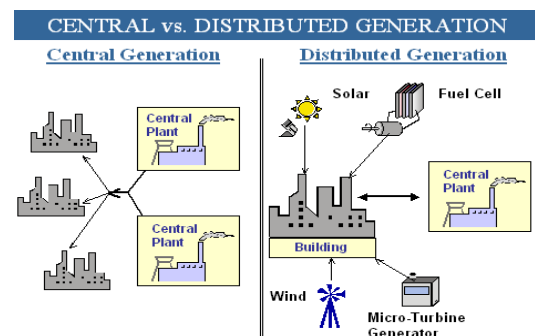 CENTRAL vs. DISTRIBUTED GENERATION
Central Generation
Central
Plant
Central
Plant
Distributed Generation
Solar
Fuel Cell
Central
Plant
Building
Wind
Micro-Turbine
Generator